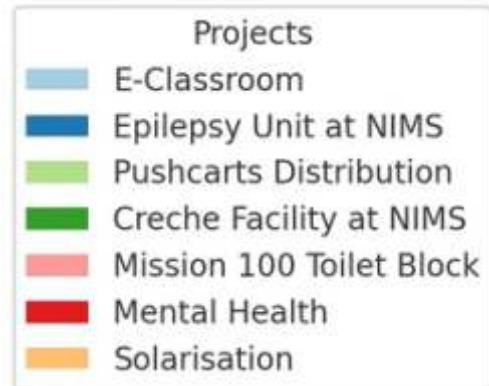 Projects
E-Classroom
Epilepsy Unit at NIMS
Pushcarts Distribution
Creche Facility at NIMS
Mission 100 Toilet Block
Mental Health
Solarisation